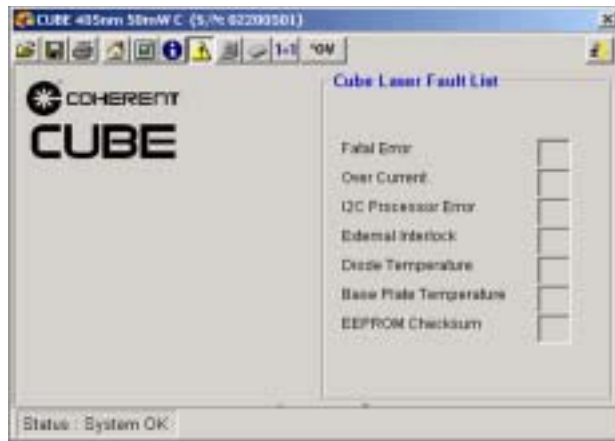 CUBE 405nm 50mW C (S/N: 02200501)
1=1
Cube Laser Fault List
COHERENT
CUBE
Fatal Error
Over Current
I2C Processor Error
External Interlock
Diode Temperature
Base Plate Temperature
EEPROM Checksum
Status : System OK